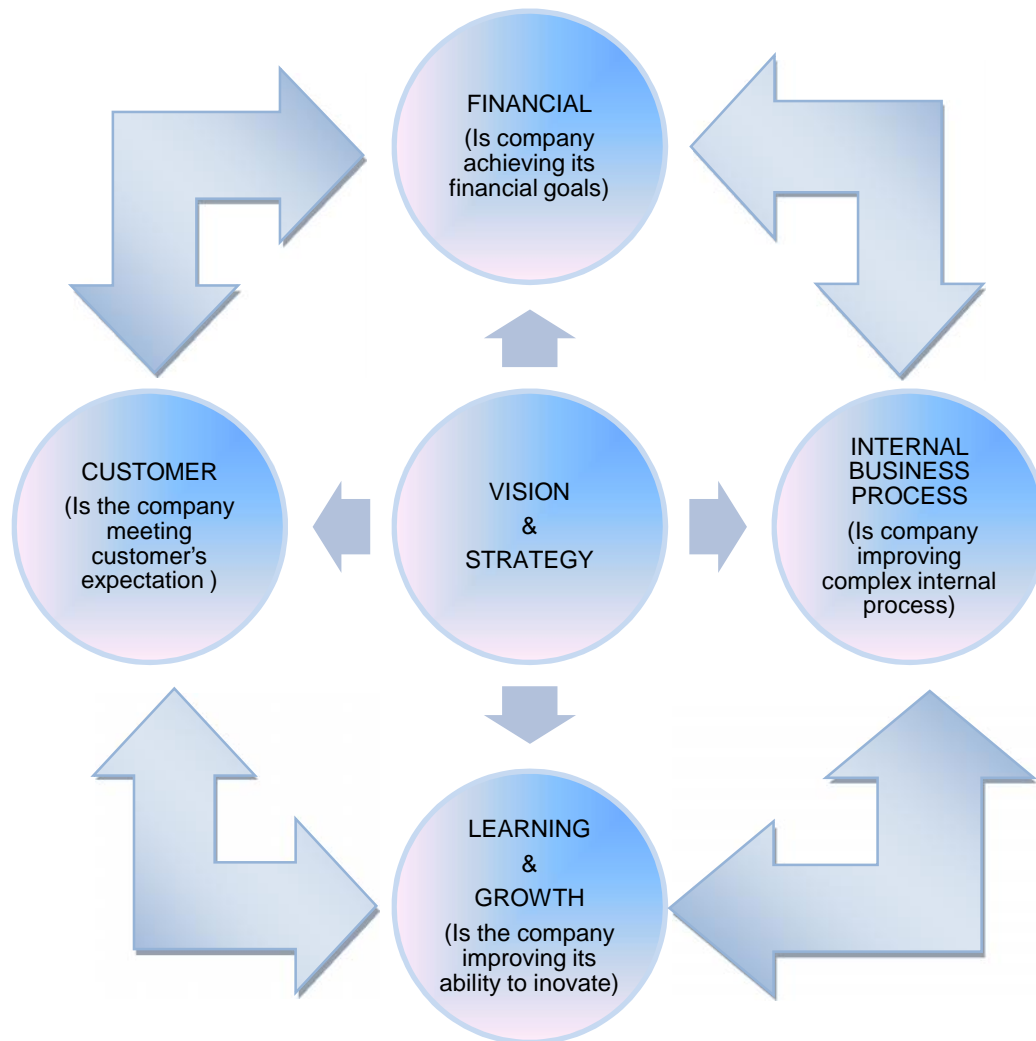 FINANCIAL
(Is company
achieving its
financial goals)
CUSTOMER
(Is the company
meeting
customer’s
expectation )
VISION
&
STRATEGY
INTERNAL
BUSINESS
PROCESS
(Is company
improving
complex internal
process)
LEARNING
&
GROWTH
(Is the company
improving its
ability to inovate)